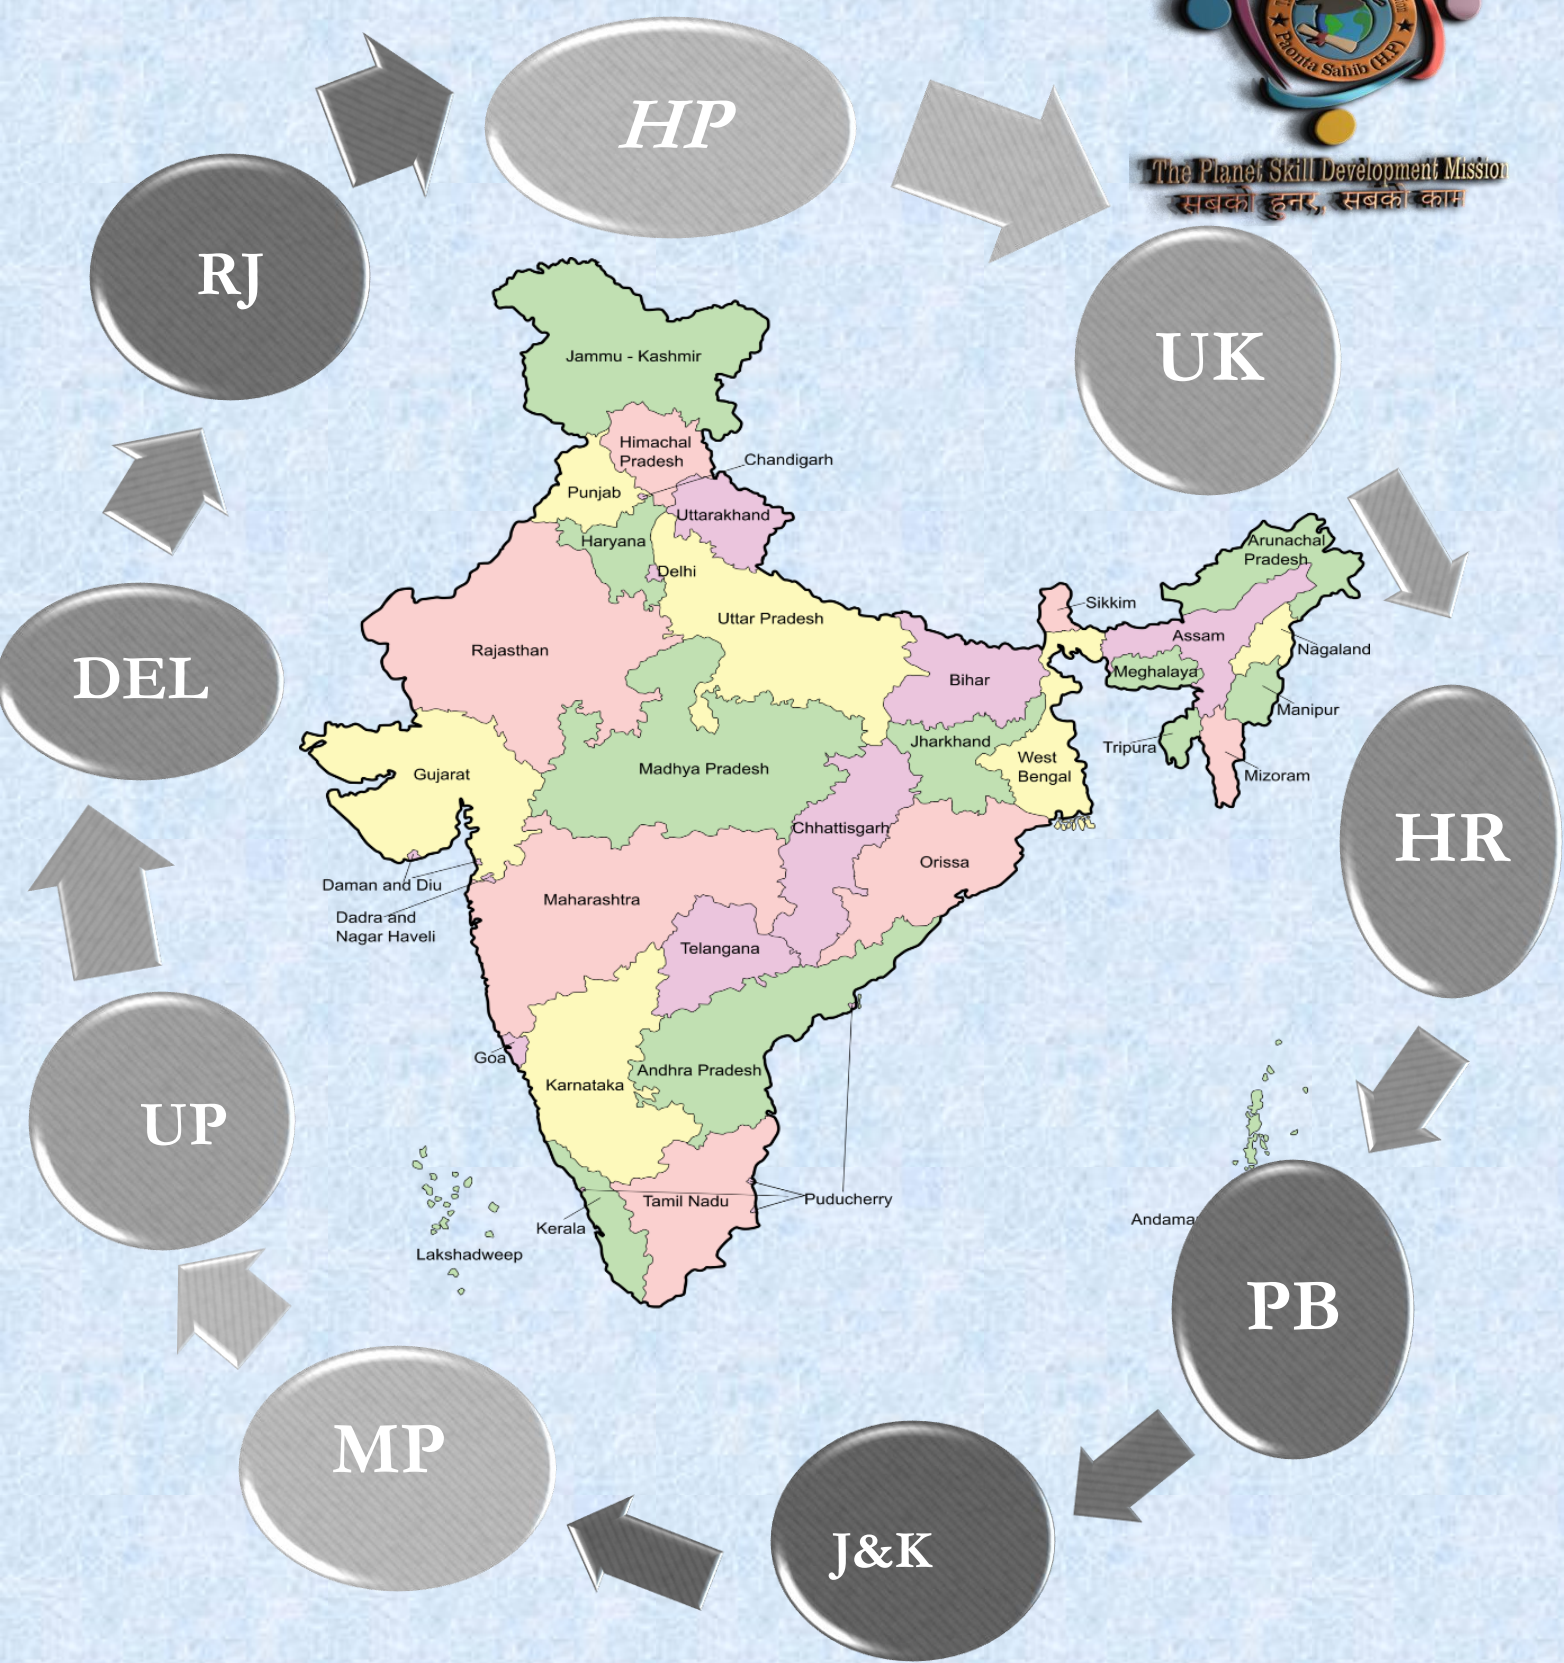 HP
Paonta Sahib (H.P)
The Planet Skill Development Mission
सबको हुनर, सबको काम
RJ
UK
Jammu - Kashmir
Himachal
Pradesh
Chandigarh
Punjab
Uttarakhand
Haryana
Delhi
Arunachal
Pradesh
Sikkim
Uttar Pradesh
Assam
Nagaland
Rajasthan
Bihar
Meghalaya
DEL
Manipur
Jharkhand
Tripura
West
Bengal
Gujarat
Madhya Pradesh
Mizoram
Chhattisgarh
HR
Orissa
Daman and Diu
Maharashtra
Dadra and
Nagar Haveli
Telangana
Goa
Karnataka
Andhra Pradesh
UP
Tamil Nadu
Puducherry
Kerala
Lakshadweep
Andama
PB
MP
J&K